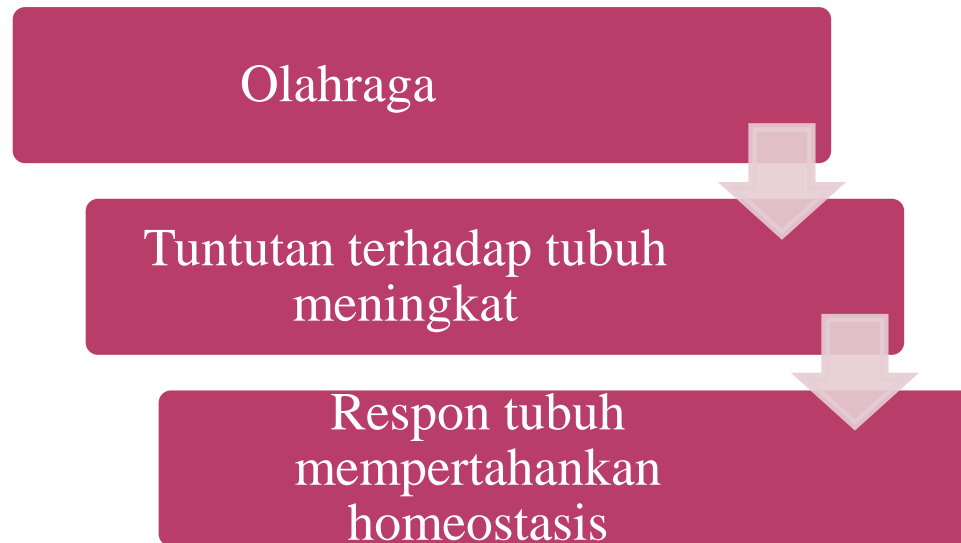 Olahraga
Tuntutan terhadap tubuh
meningkat
Respon tubuh
mempertahankan
homeostasis